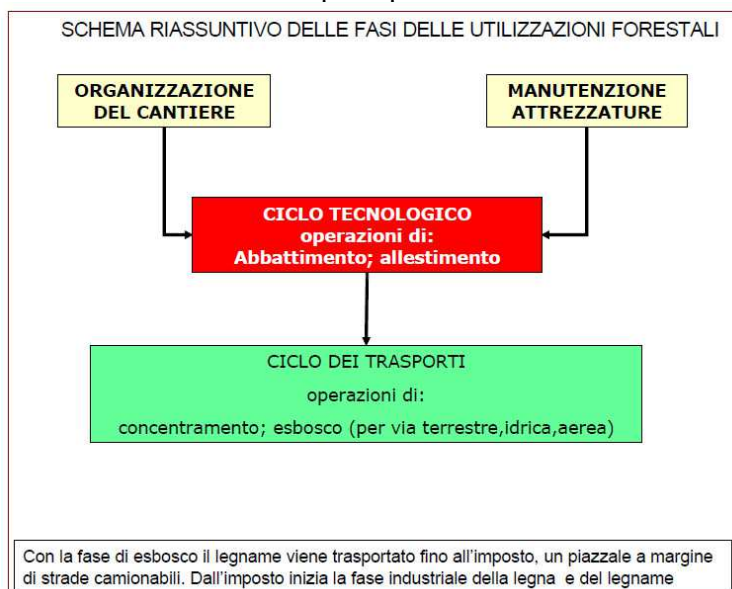 SCHEMA RIASSUNTIVO DELLE FASI DELLE UTILIZZAZIONI FORESTALI
ORGANIZZAZIONE
DEL CANTIERE
MANUTENZIONE
ATTREZZATURE
CICLO TECNOLOGICO
operazioni di:
Abbattimento; allestimento
CICLO DEI TRASPORTI
operazioni di:
concentramento; esbosco (per via terrestre,idrica,aerea)
Con la fase di esbosco il legname viene trasportato fino all'imposto, un piazzale a margine
di strade camionabili. Dall'imposto inizia la fase industriale della legna e del legname